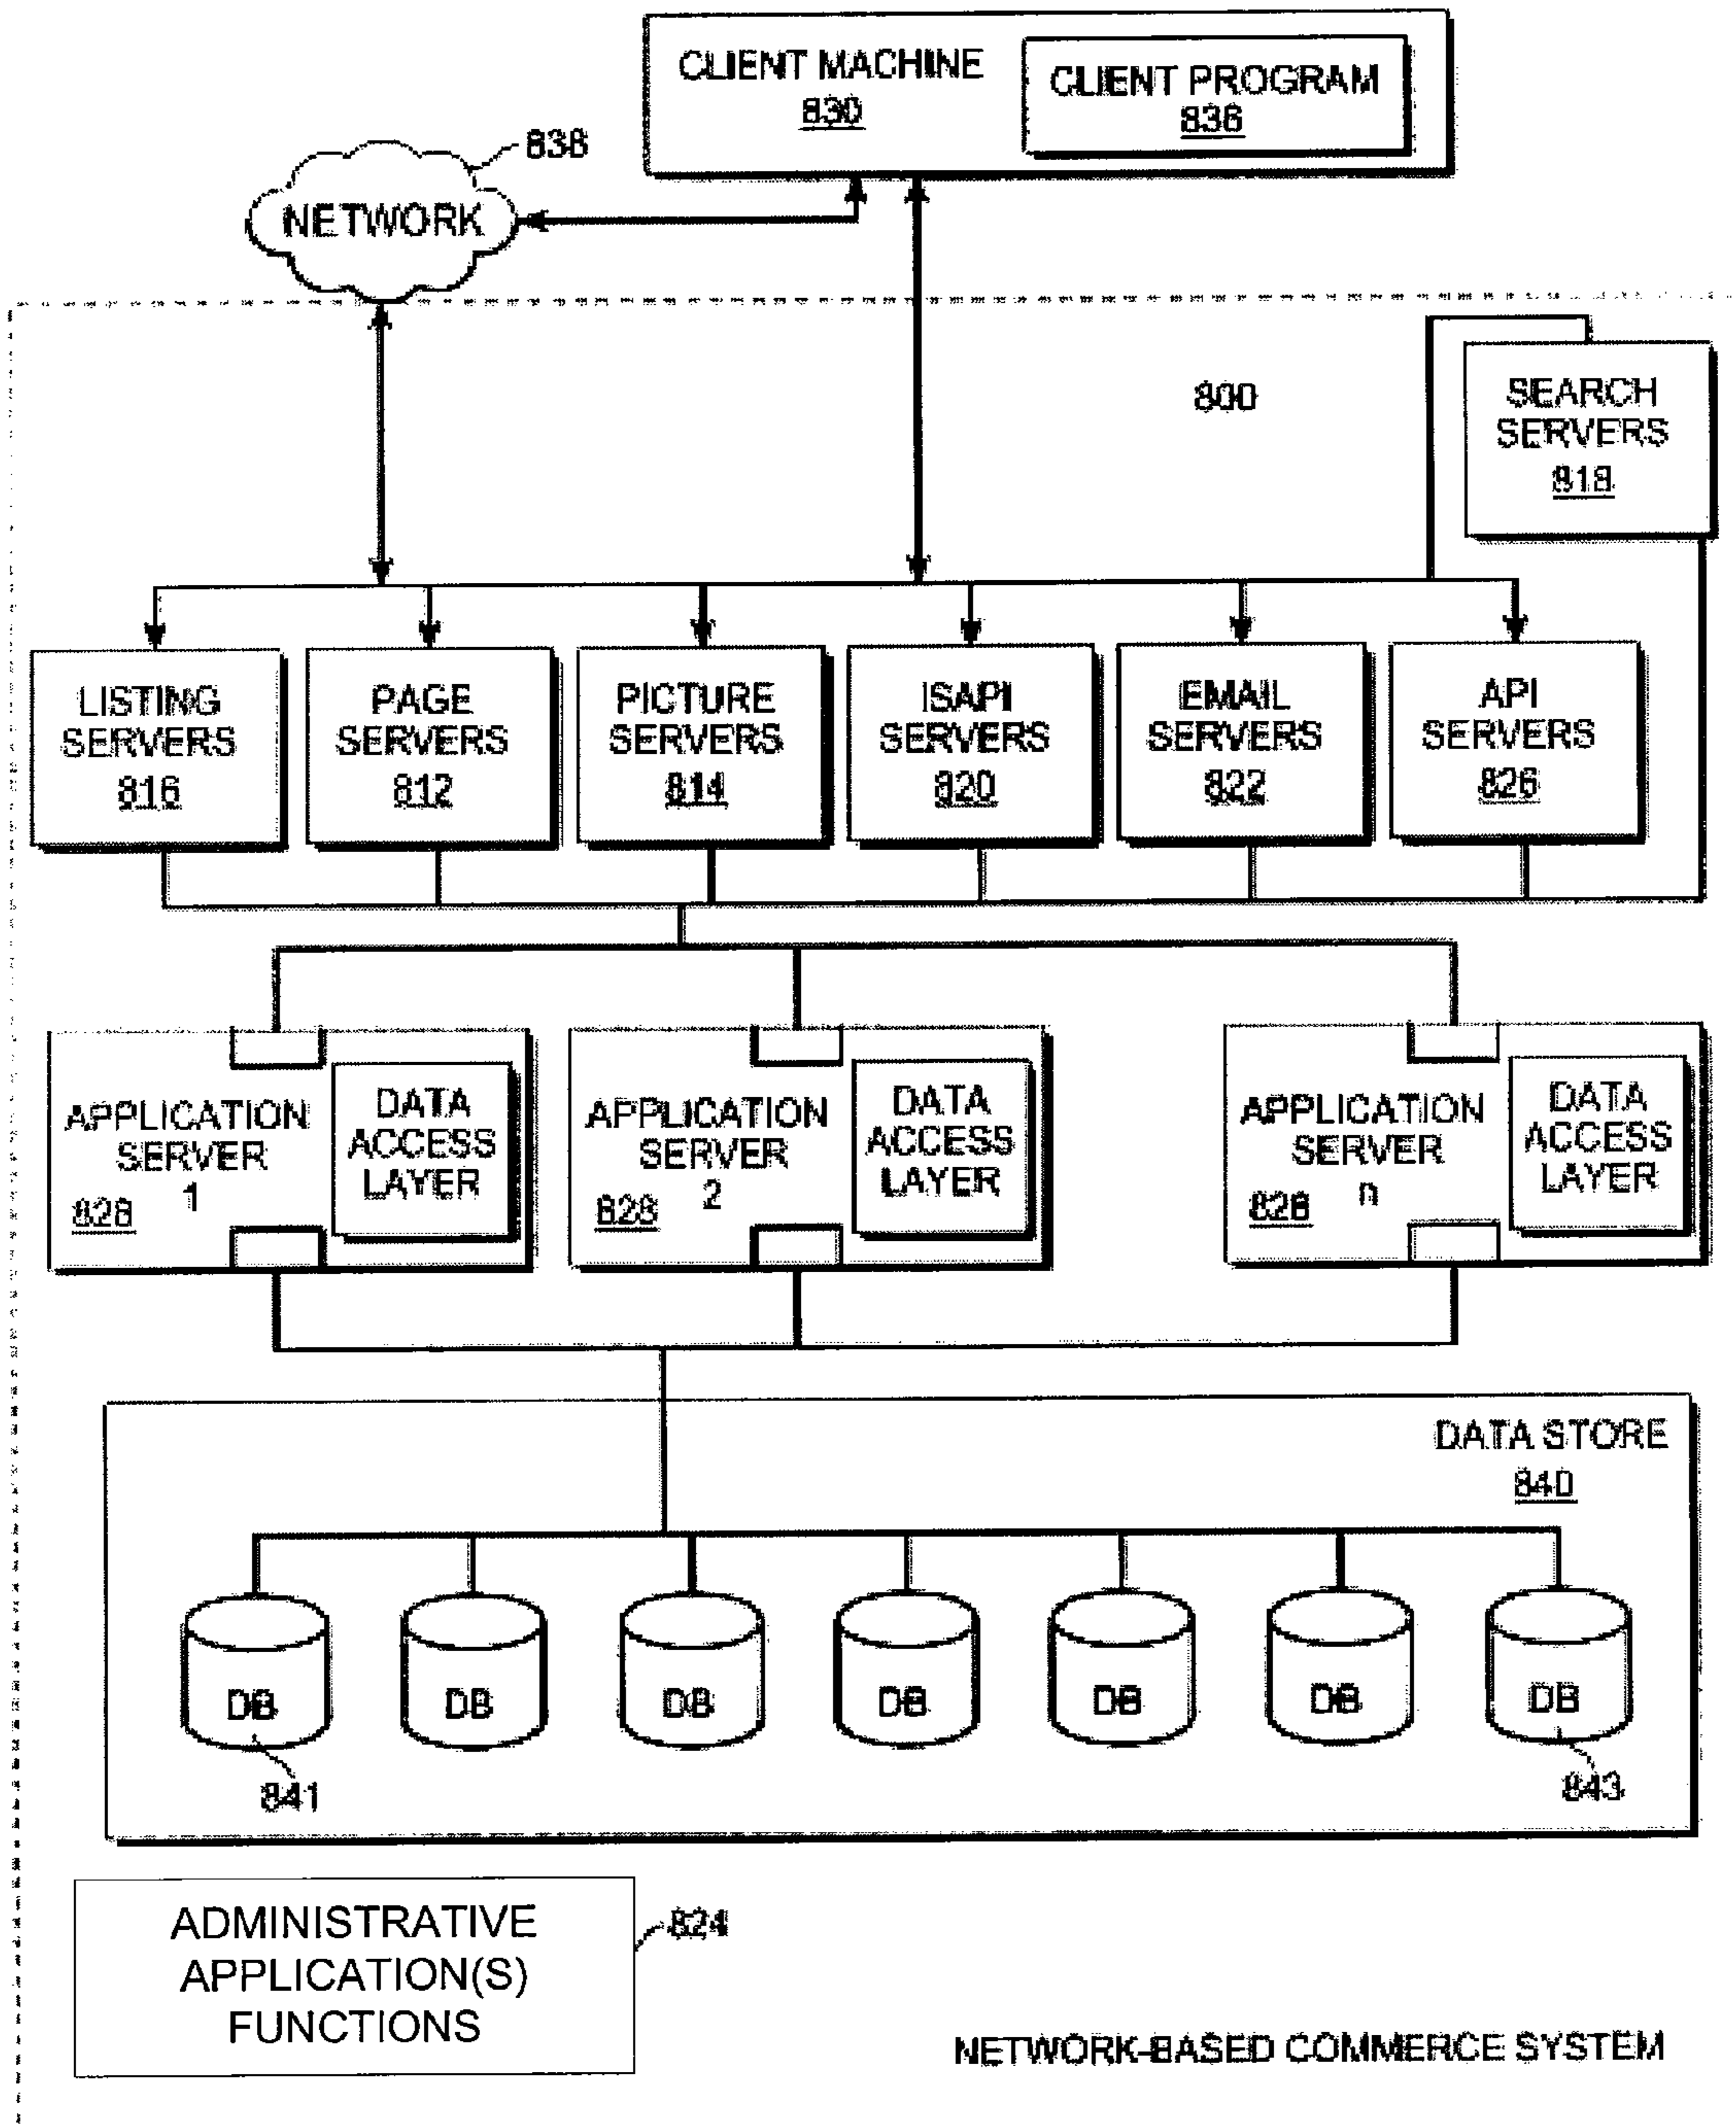 CLIENT MACHINE
830
CLIENT PROGRAM
836
838
NETWORK
800
SEARCH
SERVERS
818
LISTING
SERVERS
816
PAGE
SERVERS
812
PICTURE
SERVERS
814
ISAPI
SERVERS
820
EMAIL
SERVERS
822
API
SERVERS
826
APPLICATION
SERVER
1
828
DATA
ACCESS
LAYER
APPLICATION
SERVER
2
828
DATA
ACCESS
LAYER
APPLICATION
SERVER
n
828
DATA
ACCESS
LAYER
DATA STORE
840
DB
DB
DB
DB
DB
DB
DB
841
843
ADMINISTRATIVE
APPLICATION(S)
FUNCTIONS
824
NETWORK-BASED COMMERCE SYSTEM